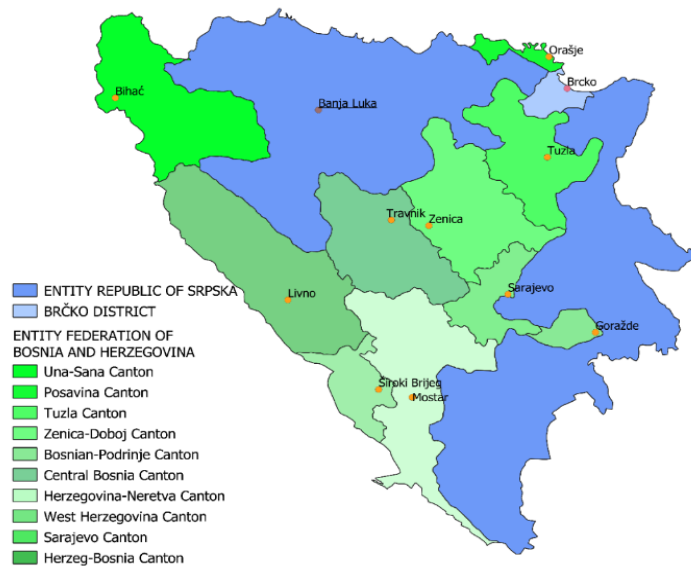 Orašje
Brcko
Bihać
Banja Luka
Tuzla
Travnik
Zenica
Sarajevo
Livno
Goražde
Široki Brijeg
Mostar
ENTITY REPUBLIC OF SRPSKA
BRČKO DISTRICT
ENTITY FEDERATION OF
BOSNIA AND HERZEGOVINA
Una-Sana Canton
Posavina Canton
Tuzla Canton
Zenica-Doboj Canton
Bosnian-Podrinje Canton
Central Bosnia Canton
Herzegovina-Neretva Canton
West Herzegovina Canton
Sarajevo Canton
Herzeg-Bosnia Canton